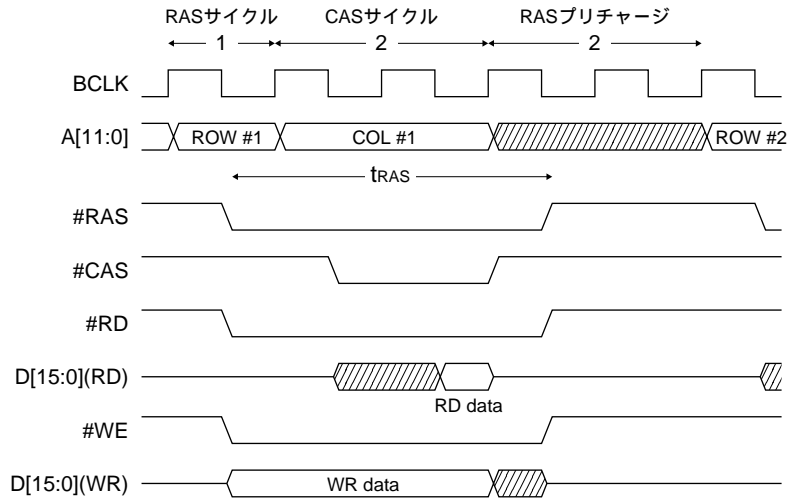 RASサイクル CASサイクル RASプリチャージ
1 2 2
BCLK
A[11:0] ROW #1 COL #1 ROW #2
tRAS
#RAS
#CAS
#RD
D[15:0](RD)
RD data
#WE
D[15:0](WR) WR data